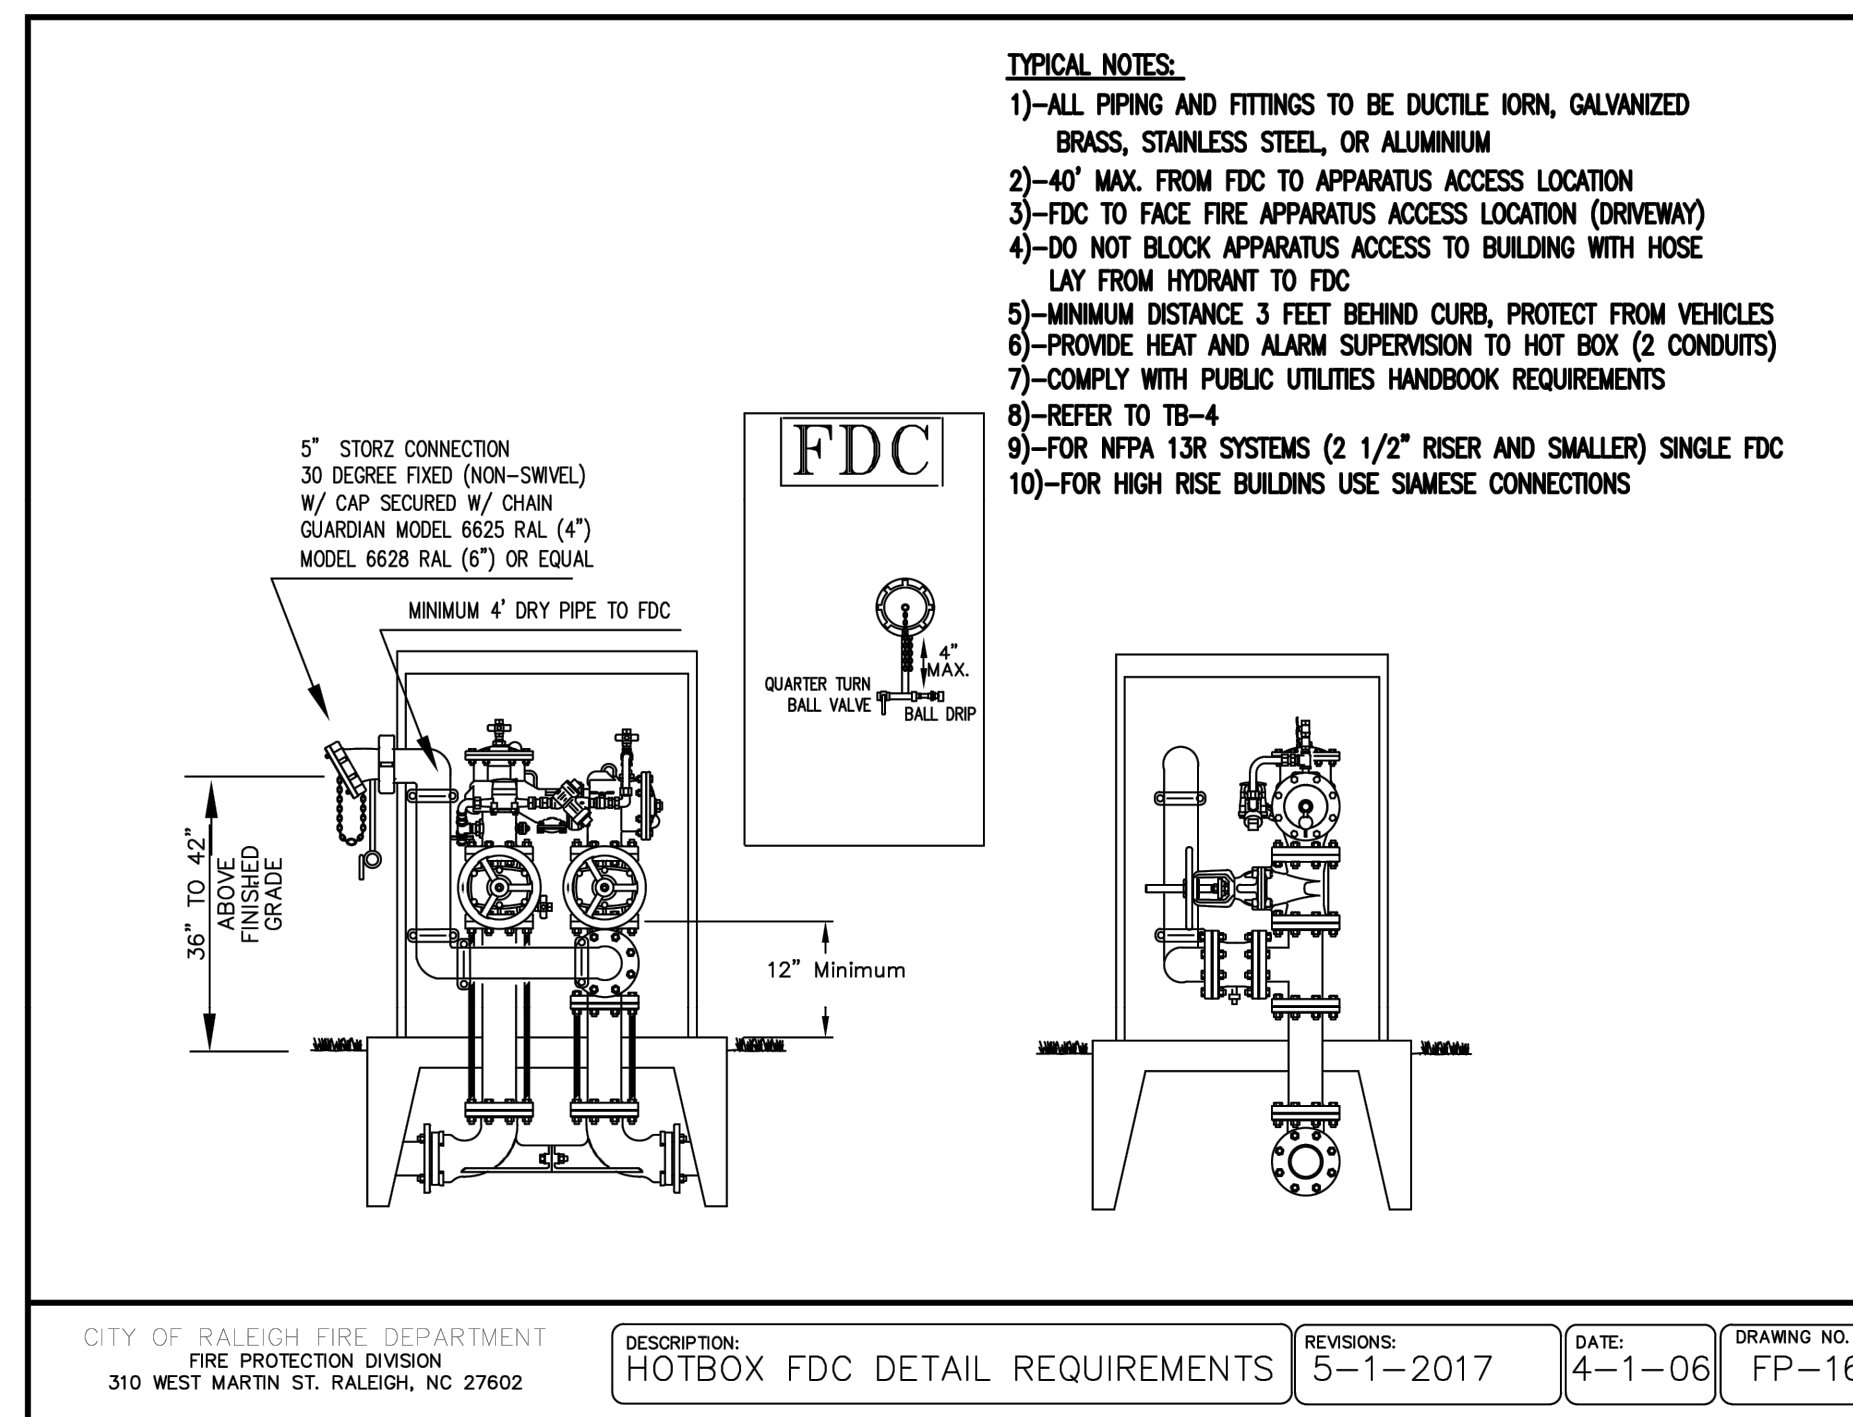 TYPICAL NOTES:
1)-ALL PIPING AND FITTINGS TO BE DUCTILE IORN, GALVANIZED
BRASS, STAINLESS STEEL, OR ALUMINIUM
2)-40' MAX. FROM FDC TO APPARATUS ACCESS LOCATION
3)-FDC TO FACE FIRE APPARATUS ACCESS LOCATION (DRIVEWAY)
4)-DO NOT BLOCK APPARATUS ACCESS TO BUILDING WITH HOSE
LAY FROM HYDRANT TO FDC
5)-MINIMUM DISTANCE 3 FEET BEHIND CURB, PROTECT FROM VEHICLES
6)-PROVIDE HEAT AND ALARM SUPERVISION TO HOT BOX (2 CONDUITS)
7)-COMPLY WITH PUBLIC UTILITIES HANDBOOK REQUIREMENTS
8)-REFER TO TB-4
9)-FOR NFPA 13R SYSTEMS (2 1/2" RISER AND SMALLER) SINGLE FDC
10)-FOR HIGH RISE BUILDINS USE SIAMESE CONNECTIONS
5" STORZ CONNECTION
30 DEGREE FIXED (NON-SWIVEL)
W/ CAP SECURED W/ CHAIN
GUARDIAN MODEL 6625 RAL (4")
MODEL 6628 RAL (6") OR EQUAL
MINIMUM 4' DRY PIPE TO FDC
FDC
4"
MAX.
QUARTER TURN
BALL VALVE
BALL DRIP
36" TO 42"
ABOVE
FINISHED
GRADE
12" Minimum
CITY OF RALEIGH FIRE DEPARTMENT
FIRE PROTECTION DIVISION
310 WEST MARTIN ST. RALEIGH, NC 27602
DESCRIPTION:
HOTBOX FDC DETAIL REQUIREMENTS
REVISIONS:
5-1-2017
DATE:
4-1-06
DRAWING NO.
FP-16